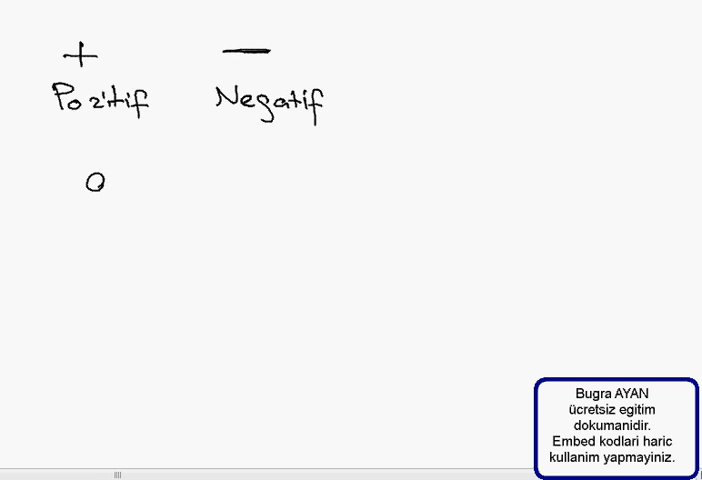 + −
Pozitif Negatif
0
Bugra AYAN
ücretsiz egitim
dokumanidir.
Embed kodlari haric
kullanim yapmayiniz.